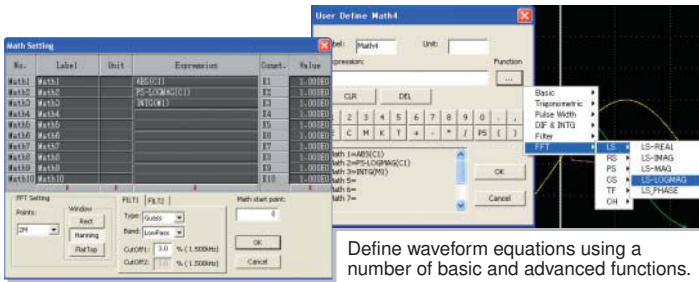 User Define Math4
Label: Math4 Unit:
Expression: Function
...
CLR DEL
1 2 3 4 5 6 7 8 9 0 . ,
C M K T + - * / PS ( )
Math 1=ABS(C1)
Math 2=PS-LOGMAG(C1)
Math 3=INTG(M1)
Math 5=
Math 6=
Math 7=
OK
Cancel
Basic
Trigonometric
Pulse Width
DIF & INTG
Filter
FFT
LS
RS
PS
CS
TF
CH
LS-REAL
LS-IMAG
LS-MAG
LS-LOGMAG
LS_PHASE
Math Setting
No. Label Unit Expression Const. Value
Math1 Math1 ABS(C1) K1 1.000E0
Math2 Math2 PS-LOGMAG(C1) K2 1.000E0
Math3 Math3 INTG(M1) K3 1.000E0
Math4 Math4 K4 1.000E0
Math5 Math5 K5 1.000E0
Math6 Math6 K6 1.000E0
Math7 Math7 K7 1.000E0
Math8 Math8 K8 1.000E0
Math9 Math9 K9 1.000E0
Math10 Math10 K10 1.000E0
FFT Setting
Points:
2M
Window
Rect
Hanning
FlatTop
FILT1 FILT2
Type: Gauss
Band: LowPass
CutOff1: 3.0 % (1.500kHz)
CutOff2: % (1.500kHz)
Math start point:
0
OK
Cancel
Define waveform equations using a
number of basic and advanced functions.